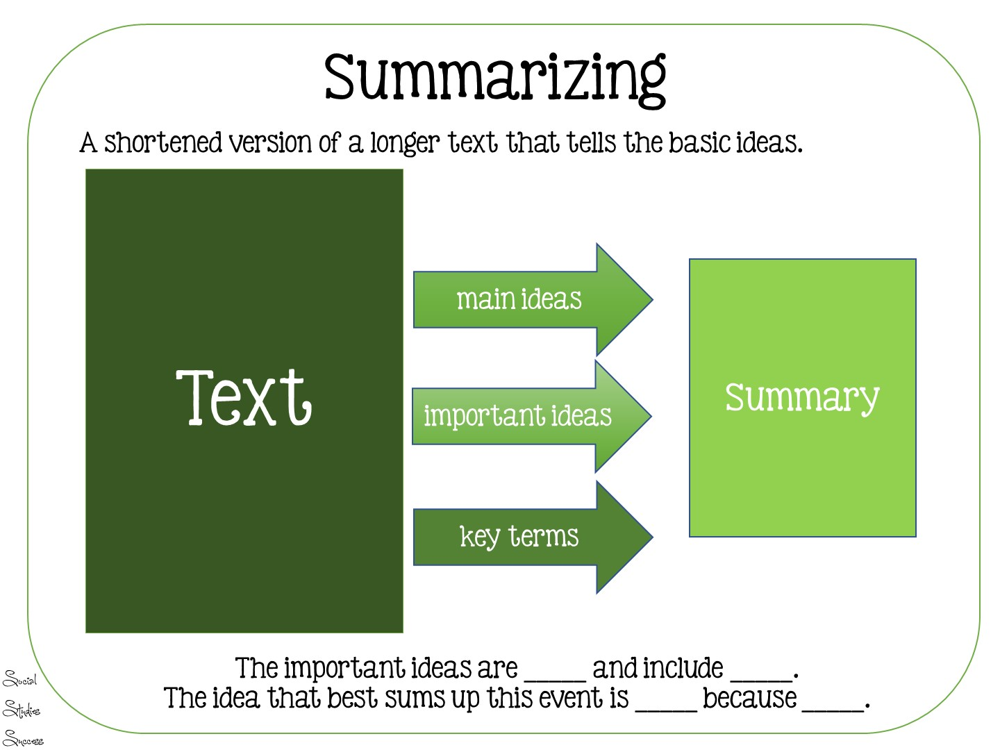 Summarizing
A shortened version of a longer text that tells the basic ideas.
Text
main ideas
important ideas
key terms
Summary
The important ideas are _____ and include _____.
The idea that best sums up this event is _____ because _____.
Social
Studies
Success